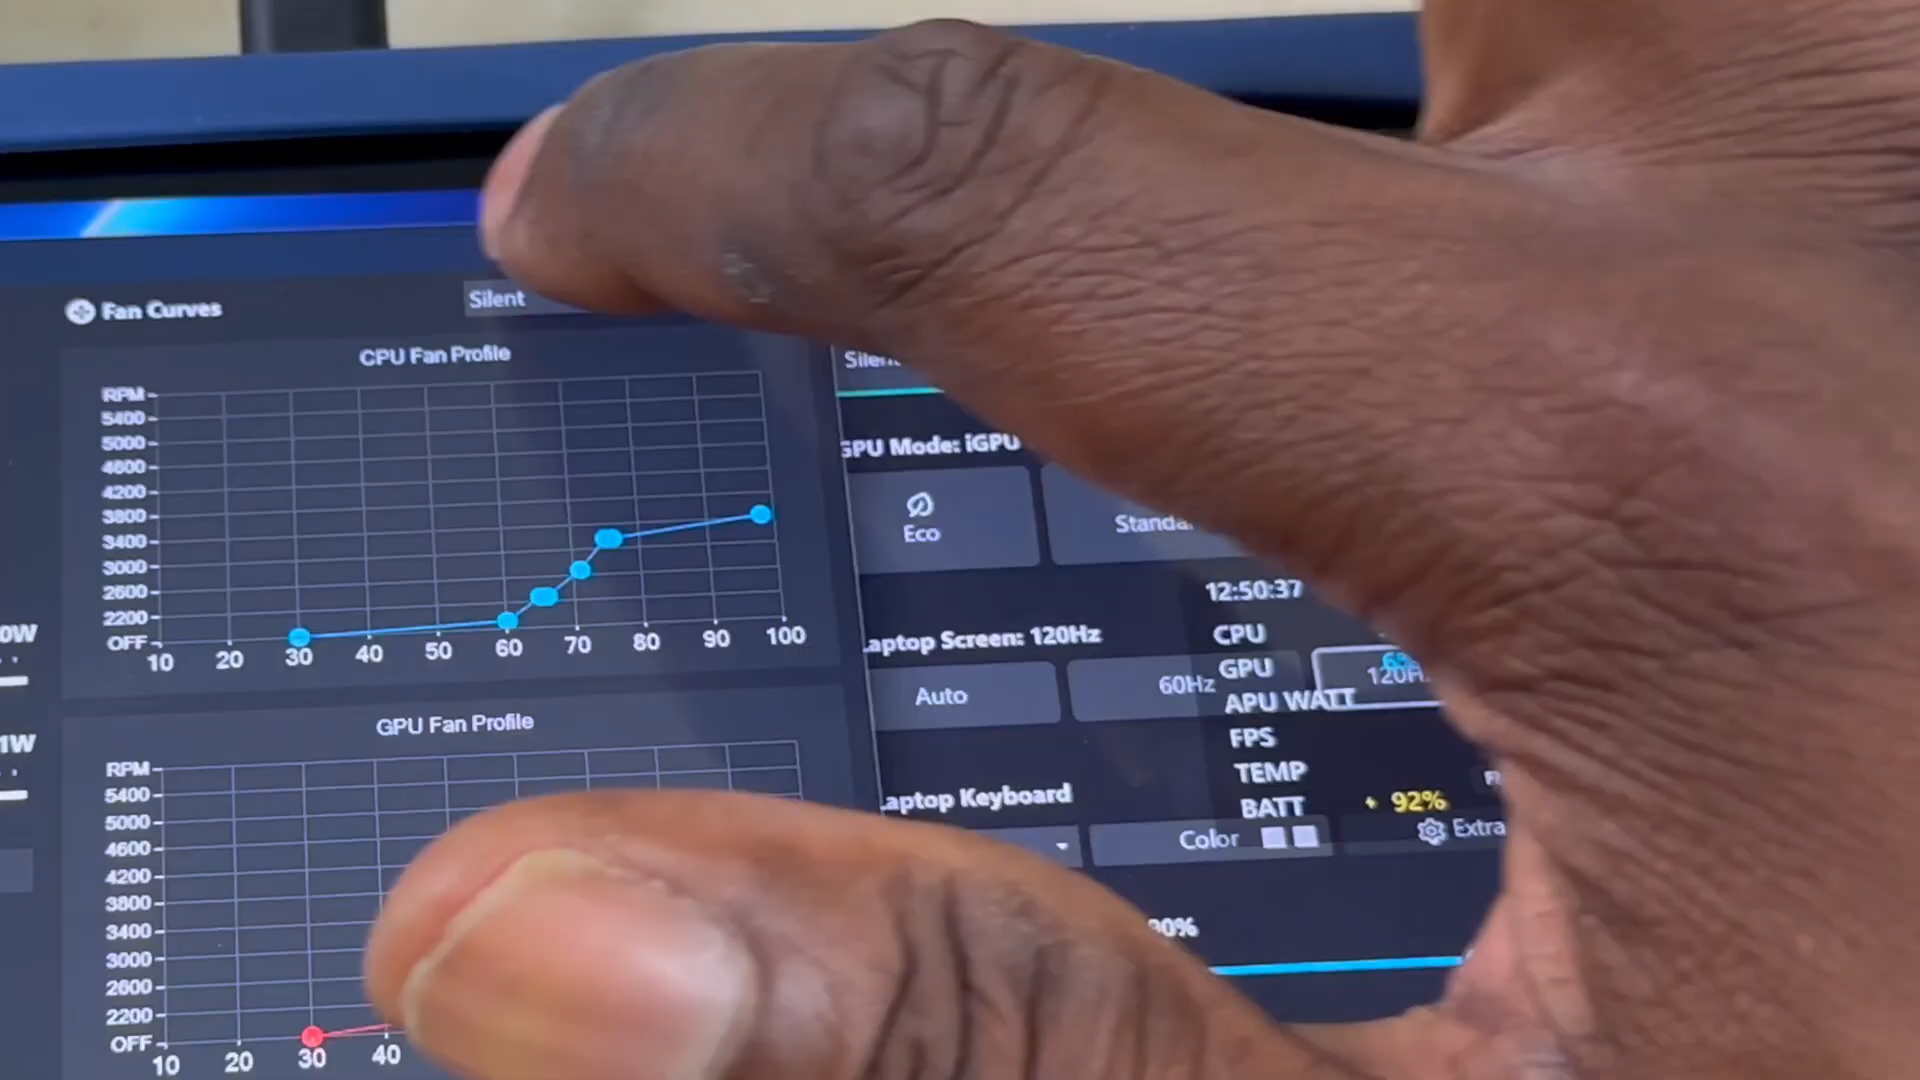 Fan Curves
Silent
CPU Fan Profile
RPM
5400
5000
4600
4200
3800
3400
3000
2600
2200
OFF
10 20 30 40 50 60 70 80 90 100
0W
1W
GPU Fan Profile
RPM
5400
5000
4600
4200
3800
3400
3000
2600
2200
OFF
10 20 30 40
GPU Mode: iGPU
Eco
12:50:37
CPU
Laptop Screen: 120Hz
GPU
Auto
60Hz
APU WATT
FPS
TEMP
Laptop Keyboard
BATT 92%
Color
Extra